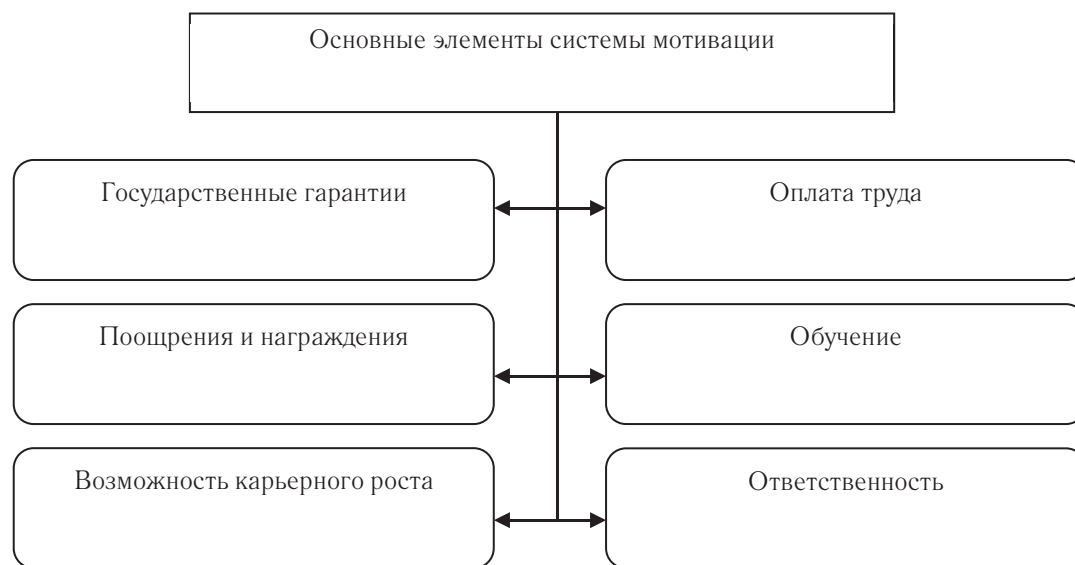 Основные элементы системы мотивации
Государственные гарантии
Оплата труда
Поощрения и награждения
Обучение
Возможность карьерного роста
Ответственность